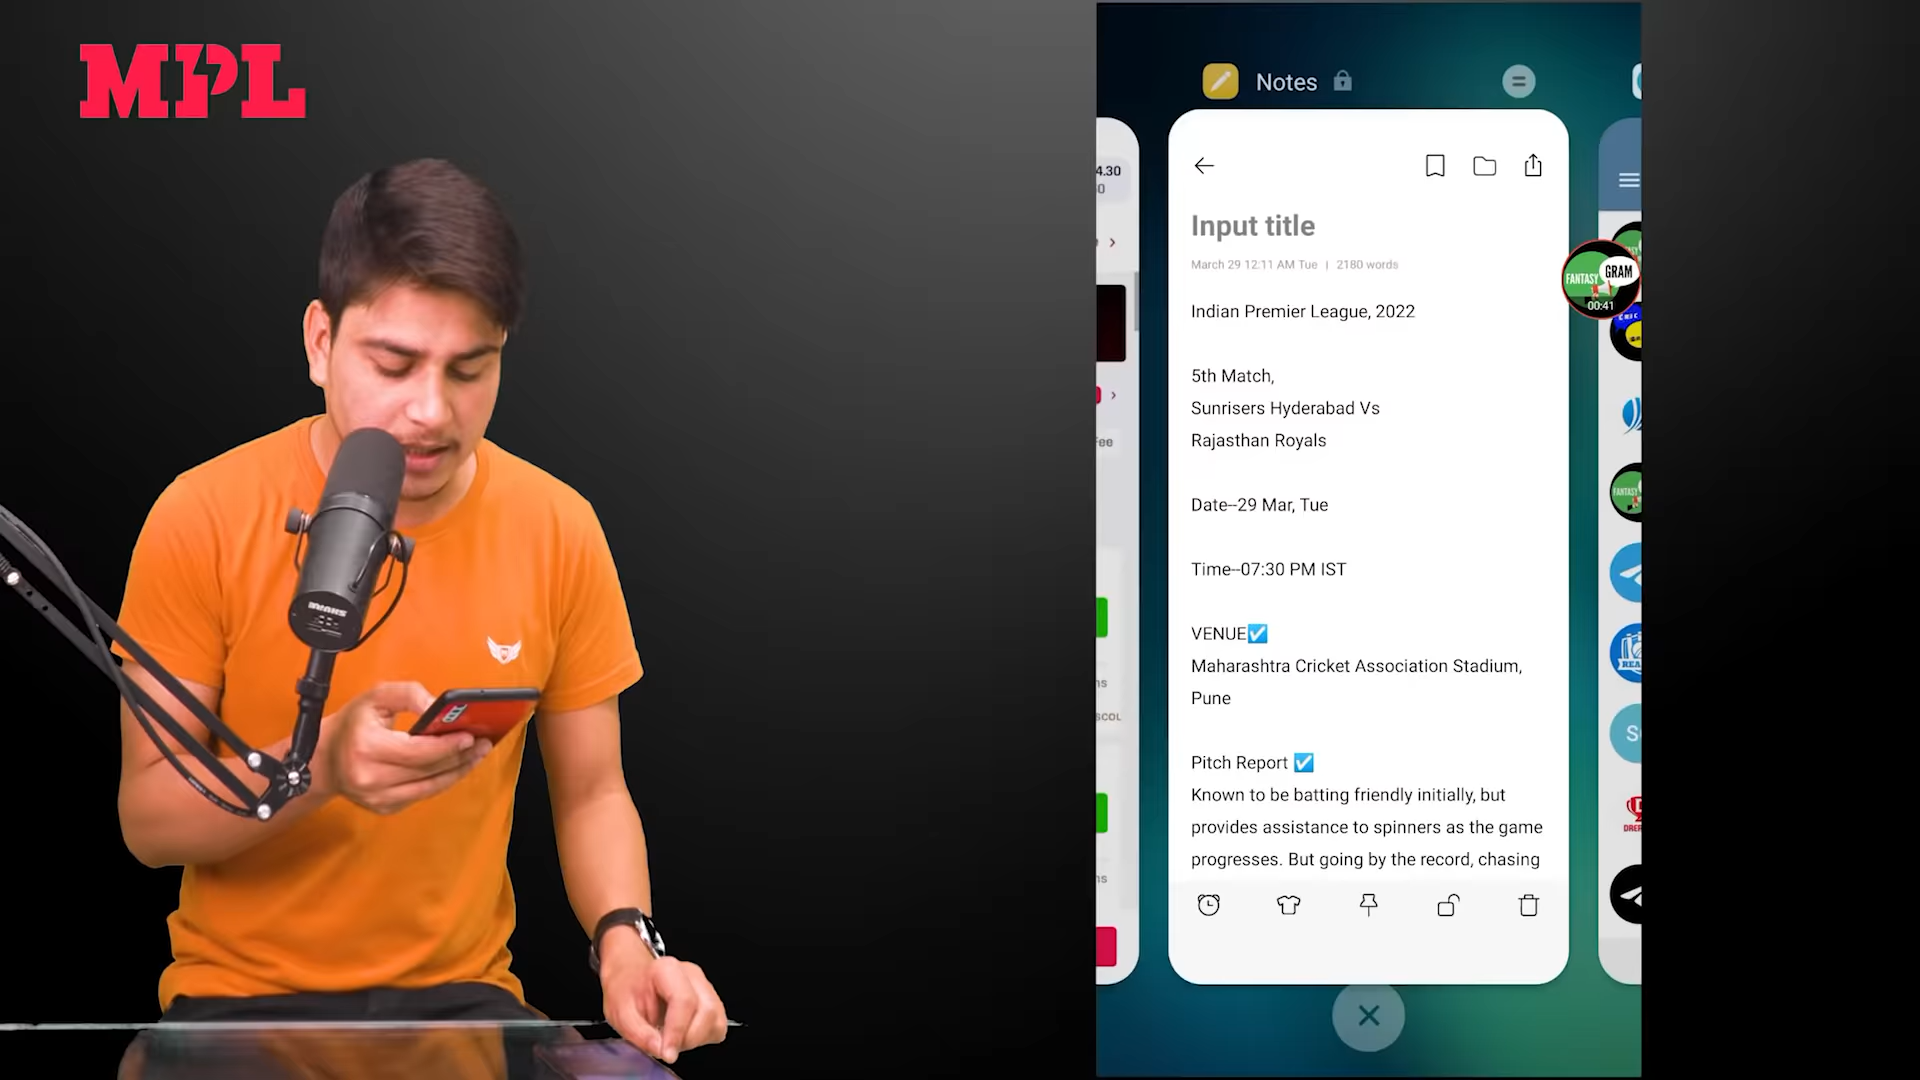 MPL
Notes
4.30
Input title
March 29 12:11 AM Tue | 2180 words
FANTASY GRAM
00:41
Indian Premier League, 2022
5th Match,
Sunrisers Hyderabad Vs
Rajasthan Royals
Date--29 Mar, Tue
Time--07:30 PM IST
VENUE☑
Maharashtra Cricket Association Stadium,
Pune
Pitch Report ☑
Known to be batting friendly initially, but
provides assistance to spinners as the game
progresses. But going by the record, chasing
SHURE